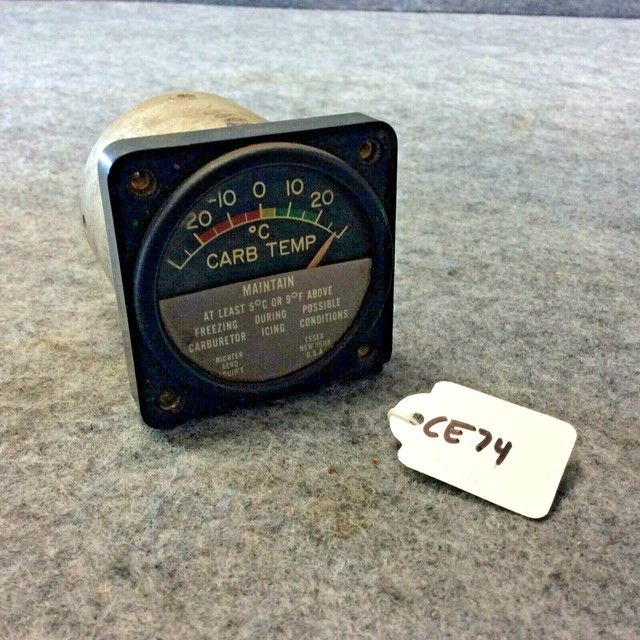 20 -10 0 10 20
°C
CARB TEMP
MAINTAIN
AT LEAST 5°C OR 9°F ABOVE
FREEZING DURING POSSIBLE
CARBURETOR ICING CONDITIONS
RICHTER
AERO
ESSEX
NEW YORK
U.S.A.
CE74